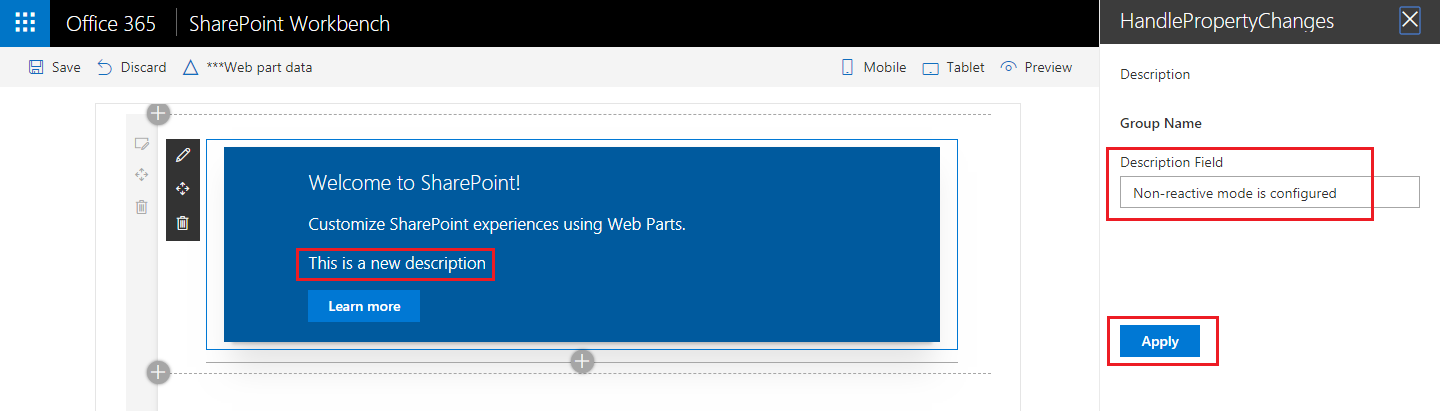 Office 365
SharePoint Workbench
HandlePropertyChanges
Save
Discard
***Web part data
Mobile
Tablet
Preview
Welcome to SharePoint!
Customize SharePoint experiences using Web Parts.
This is a new description
Learn more
Description
Group Name
Description Field
Non-reactive mode is configured
Apply